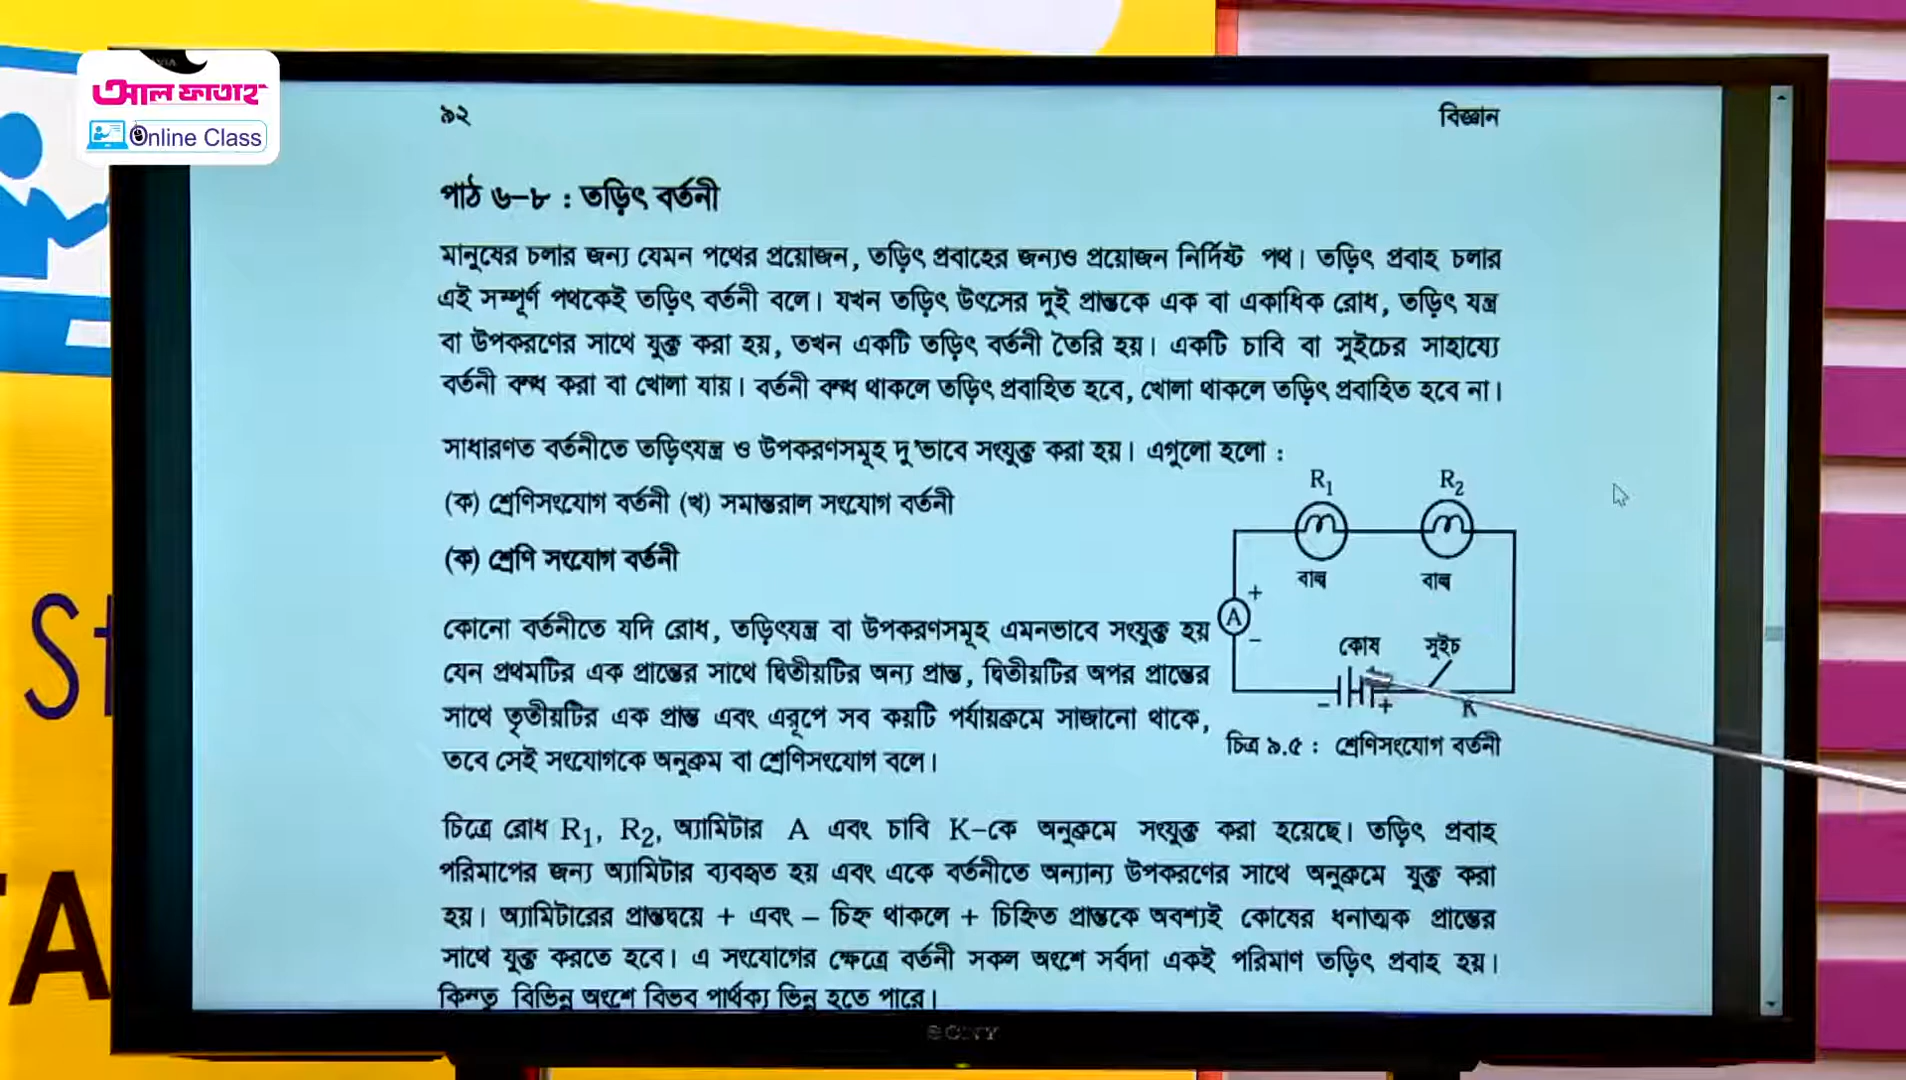 আল ফাতাহ
Online Class
৯২
বিজ্ঞান
পাঠ ৬–৮ : তড়িৎ বর্তনী
মানুষের চলার জন্য যেমন পথের প্রয়োজন, তড়িৎ প্রবাহের জন্যও প্রয়োজন নির্দিষ্ট পথ। তড়িৎ প্রবাহ চলার
এই সম্পূর্ণ পথকেই তড়িৎ বর্তনী বলে। যখন তড়িৎ উৎসের দুই প্রান্তকে এক বা একাধিক রোধ, তড়িৎ যন্ত্র
বা উপকরণের সাথে যুক্ত করা হয়, তখন একটি তড়িৎ বর্তনী তৈরি হয়। একটি চাবি বা সুইচের সাহায্যে
বর্তনী বন্ধ করা বা খোলা যায়। বর্তনী বন্ধ থাকলে তড়িৎ প্রবাহিত হবে, খোলা থাকলে তড়িৎ প্রবাহিত হবে না।
সাধারণত বর্তনীতে তড়িৎযন্ত্র ও উপকরণসমূহ দু'ভাবে সংযুক্ত করা হয়। এগুলো হলো :
(ক) শ্রেণিসংযোগ বর্তনী (খ) সমান্তরাল সংযোগ বর্তনী
(ক) শ্রেণি সংযোগ বর্তনী
কোনো বর্তনীতে যদি রোধ, তড়িৎযন্ত্র বা উপকরণসমূহ এমনভাবে সংযুক্ত হয়
যেন প্রথমটির এক প্রান্তের সাথে দ্বিতীয়টির অন্য প্রান্ত, দ্বিতীয়টির অপর প্রান্তের
সাথে তৃতীয়টির এক প্রান্ত এবং এরূপে সব কয়টি পর্যায়ক্রমে সাজানো থাকে,
তবে সেই সংযোগকে অনুক্রম বা শ্রেণিসংযোগ বলে।
R1 R2
বাল্ব বাল্ব
+
A
–
কোষ সুইচ
– + K
চিত্র ৯.৫ : শ্রেণিসংযোগ বর্তনী
চিত্রে রোধ R1, R2, অ্যামিটার A এবং চাবি K–কে অনুক্রমে সংযুক্ত করা হয়েছে। তড়িৎ প্রবাহ
পরিমাপের জন্য অ্যামিটার ব্যবহৃত হয় এবং একে বর্তনীতে অন্যান্য উপকরণের সাথে অনুক্রমে যুক্ত করা
হয়। অ্যামিটারের প্রান্তদ্বয়ে + এবং – চিহ্ন থাকলে + চিহ্নিত প্রান্তকে অবশ্যই কোষের ধনাত্মক প্রান্তের
সাথে যুক্ত করতে হবে। এ সংযোগের ক্ষেত্রে বর্তনী সকল অংশে সর্বদা একই পরিমাণ তড়িৎ প্রবাহ হয়।
কিন্তু বিভিন্ন অংশে বিভব পার্থক্য ভিন্ন হতে পারে।
SONY